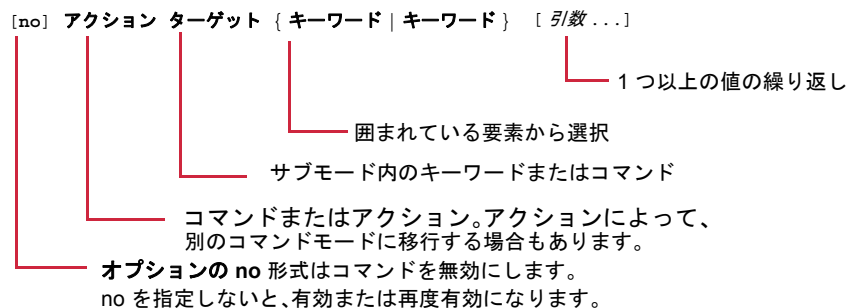 [no] アクション ターゲット { キーワード | キーワード } [ 引数 ...]
1 つ以上の値の繰り返し
囲まれている要素から選択
サブモード内のキーワードまたはコマンド
コマンドまたはアクション。アクションによって、
別のコマンドモードに移行する場合もあります。
オプションの no 形式はコマンドを無効にします。
no を指定しないと、有効または再度有効になります。